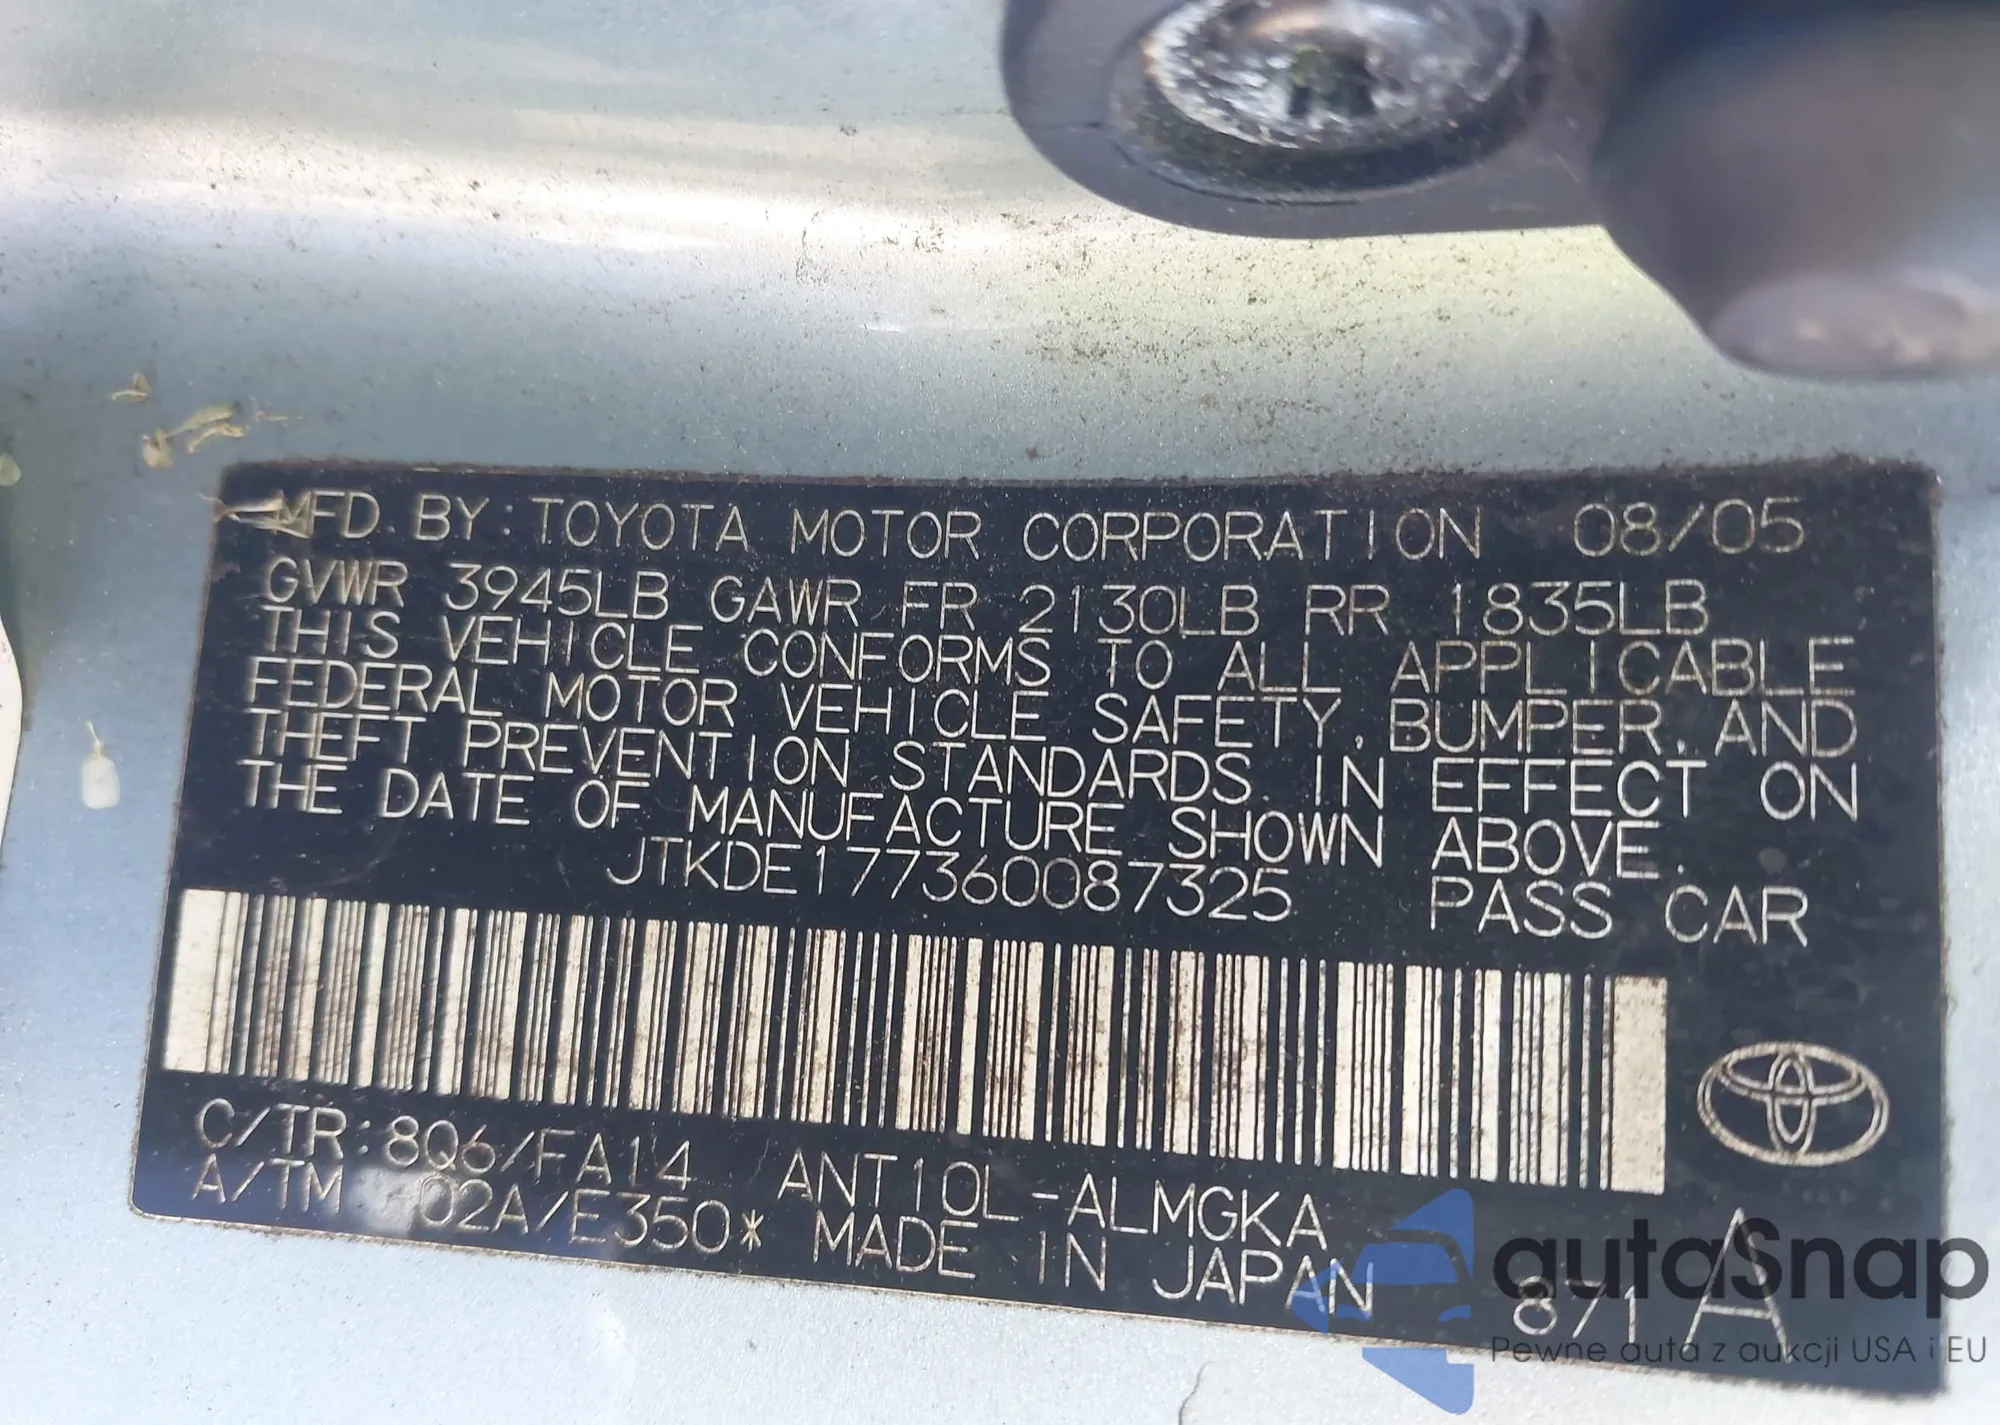 MFD. BY: TOYOTA MOTOR CORPORATION 08/05
GVWR 3945LB GAWR FR 2130LB RR 1835LB
THIS VEHICLE CONFORMS TO ALL APPLICABLE
FEDERAL MOTOR VEHICLE SAFETY, BUMPER, AND
THEFT PREVENTION STANDARDS IN EFFECT ON
THE DATE OF MANUFACTURE SHOWN ABOVE.
JTKDE177360087325 PASS CAR
C/TR: 8Q6/FA14 ANT10L-ALMGKA
A/TM -02A/E350* MADE IN JAPAN 871 A
autoSnap
Pewne auta z aukcji USA i EU